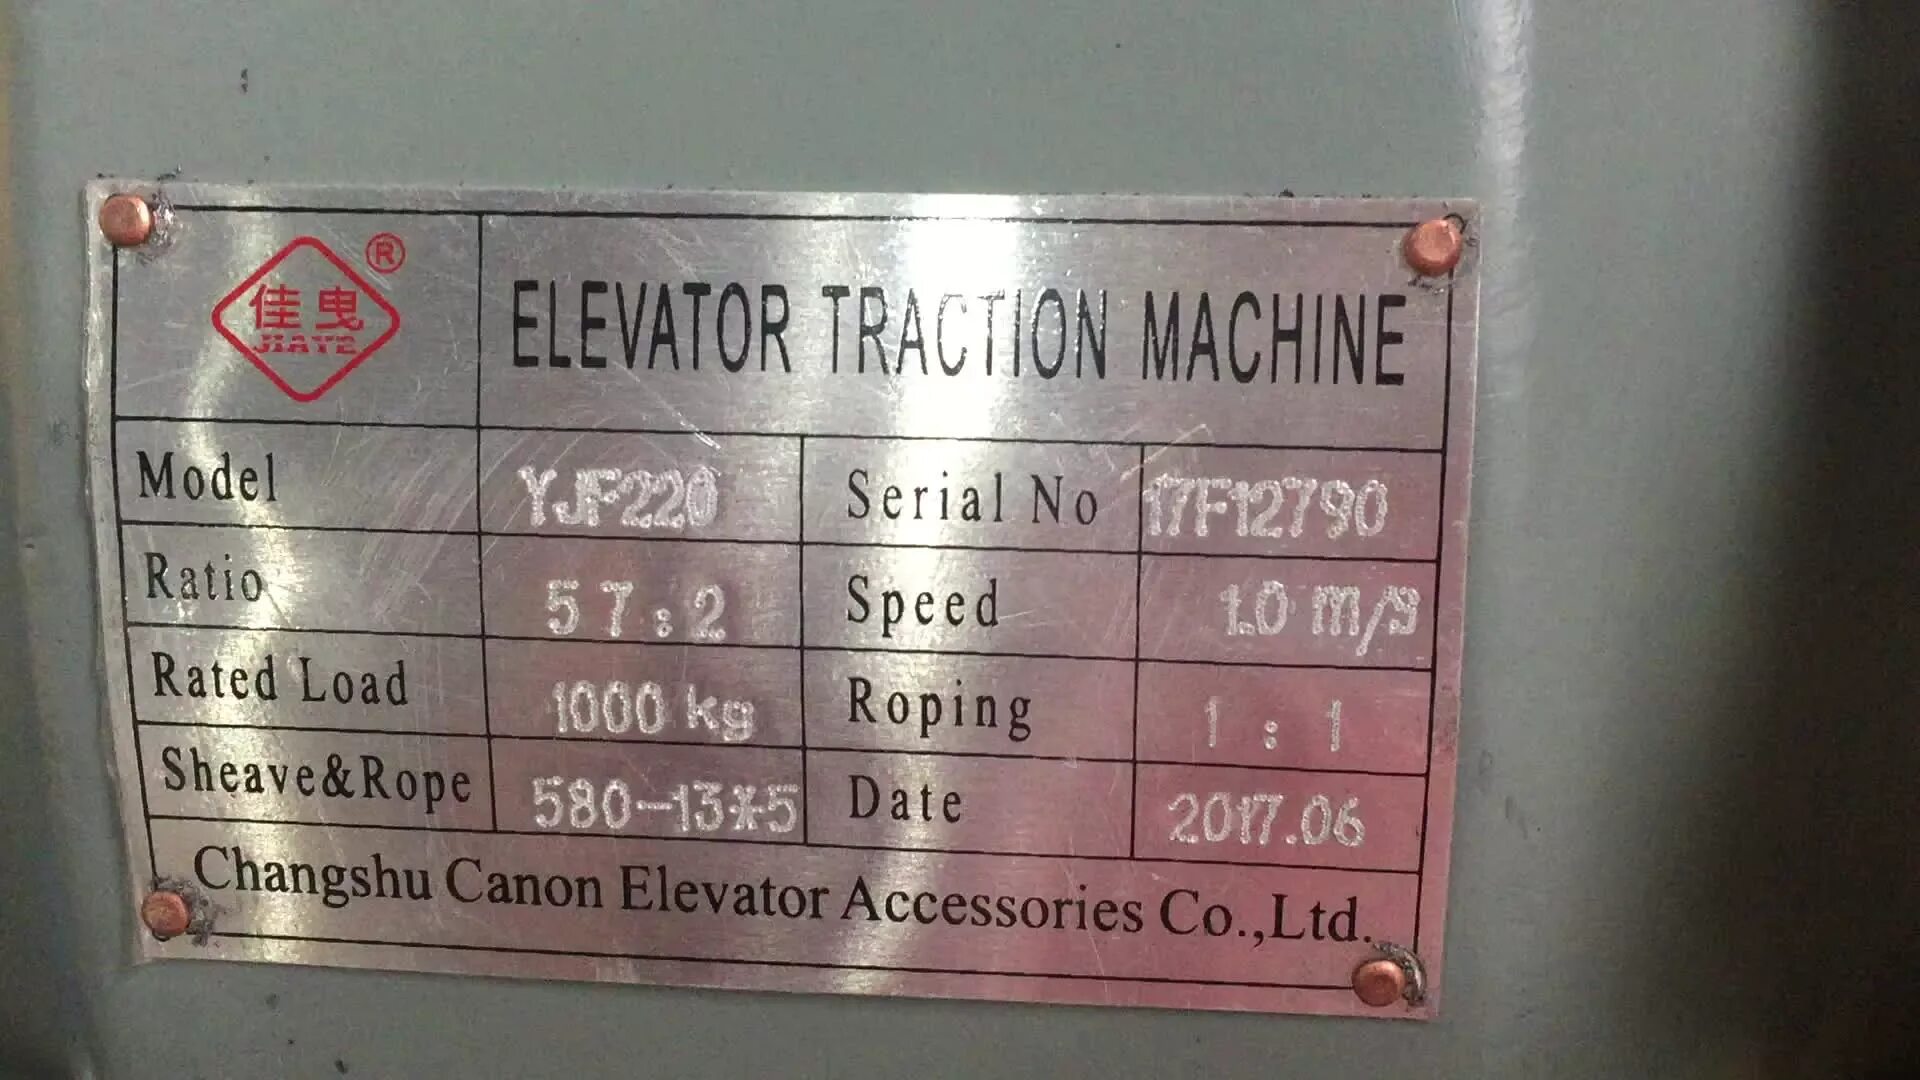 佳曳®
JIAYE
ELEVATOR TRACTION MACHINE
Model YJF220 Serial No 17F12790
Ratio 57:2 Speed 1.0 m/s
Rated Load 1000 kg Roping 1:1
Sheave&Rope 580-13*5 Date 2017.06
Changshu Canon Elevator Accessories Co.,Ltd.